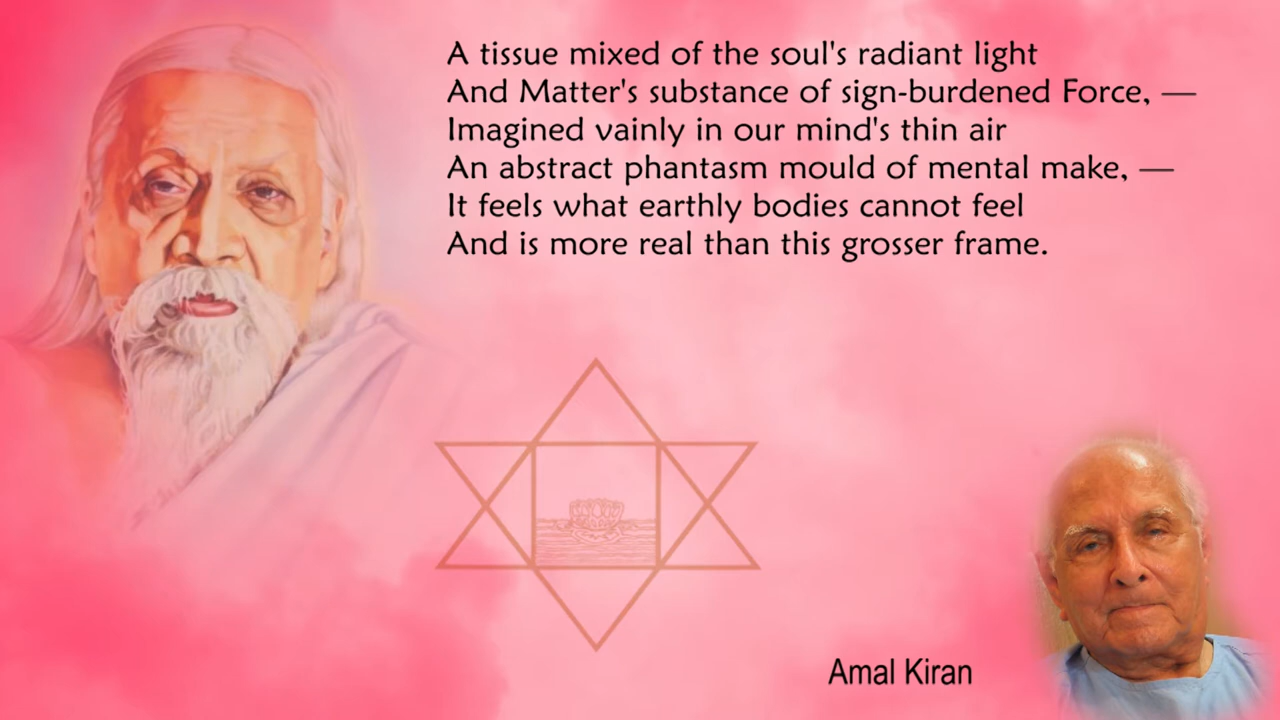 A tissue mixed of the soul's radiant light
And Matter's substance of sign-burdened Force, —
Imagined vainly in our mind's thin air
An abstract phantasm mould of mental make, —
It feels what earthly bodies cannot feel
And is more real than this grosser frame.
Amal Kiran